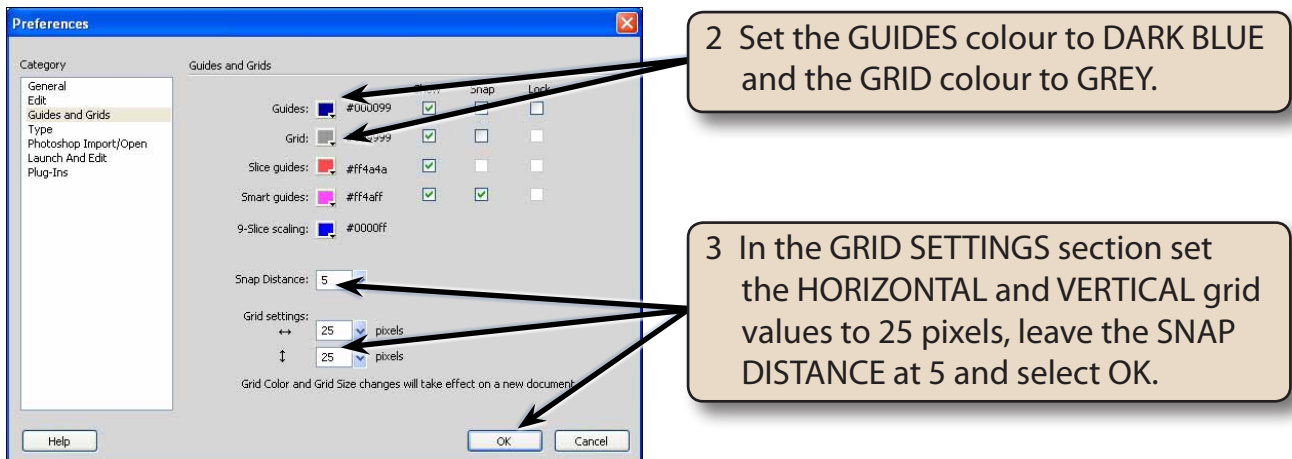 Preferences
Category
General
Edit
Guides and Grids
Type
Photoshop Import/Open
Launch And Edit
Plug-Ins
Guides and Grids
Snap Lock
Guides: #000099
Grid:
Slice guides: #ff4a4a
Smart guides: #ff4aff
9-Slice scaling: #0000ff
Snap Distance: 5
Grid settings:
↔ 25 pixels
↕ 25 pixels
Grid Color and Grid Size changes will take effect on a new document
Help OK Cancel
2 Set the GUIDES colour to DARK BLUE
and the GRID colour to GREY.
3 In the GRID SETTINGS section set
the HORIZONTAL and VERTICAL grid
values to 25 pixels, leave the SNAP
DISTANCE at 5 and select OK.